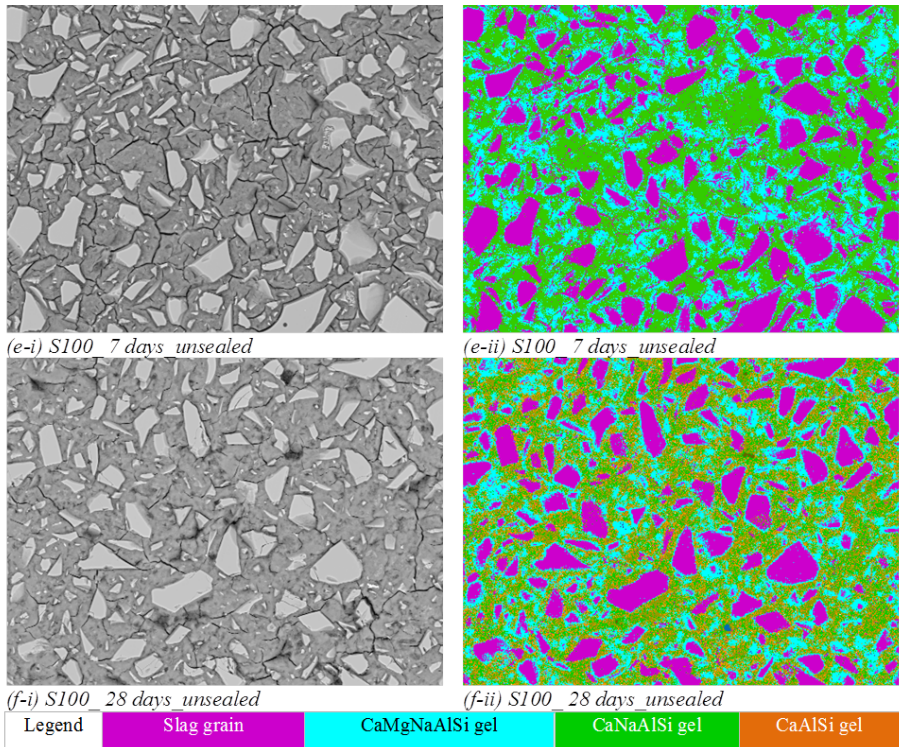 (e-i) S100_ 7 days_unsealed
(e-ii) S100_ 7 days_unsealed
(f-i) S100_ 28 days_unsealed
(f-ii) S100_ 28 days_unsealed
Legend Slag grain CaMgNaAlSi gel CaNaAlSi gel CaAlSi gel